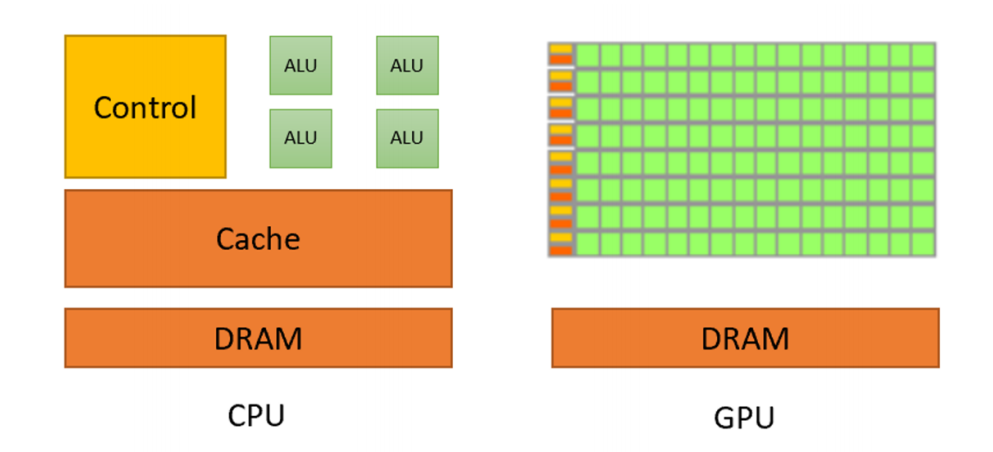 Control
ALU ALU
ALU ALU
Cache
DRAM
CPU
DRAM
GPU